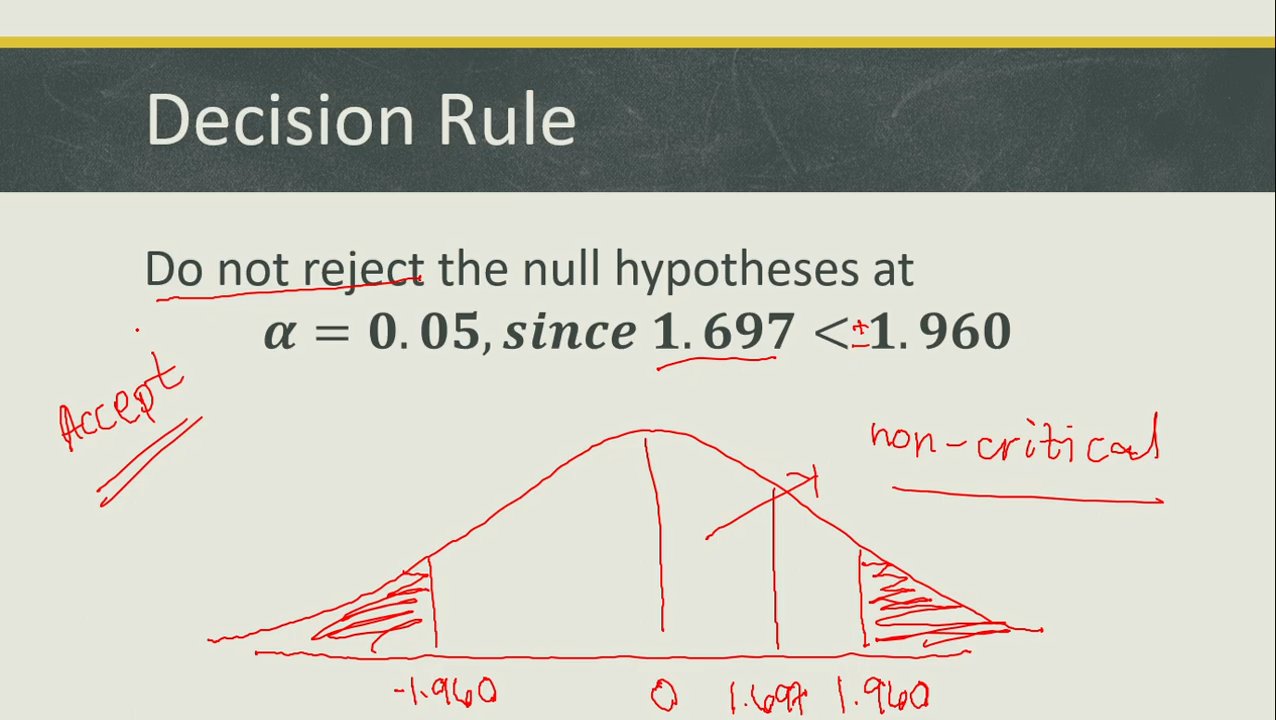 Decision Rule
Do not reject the null hypotheses at
α = 0.05, since 1.697 < ±1.960
Accept
non-critical
-1.960 0 1.697 1.960